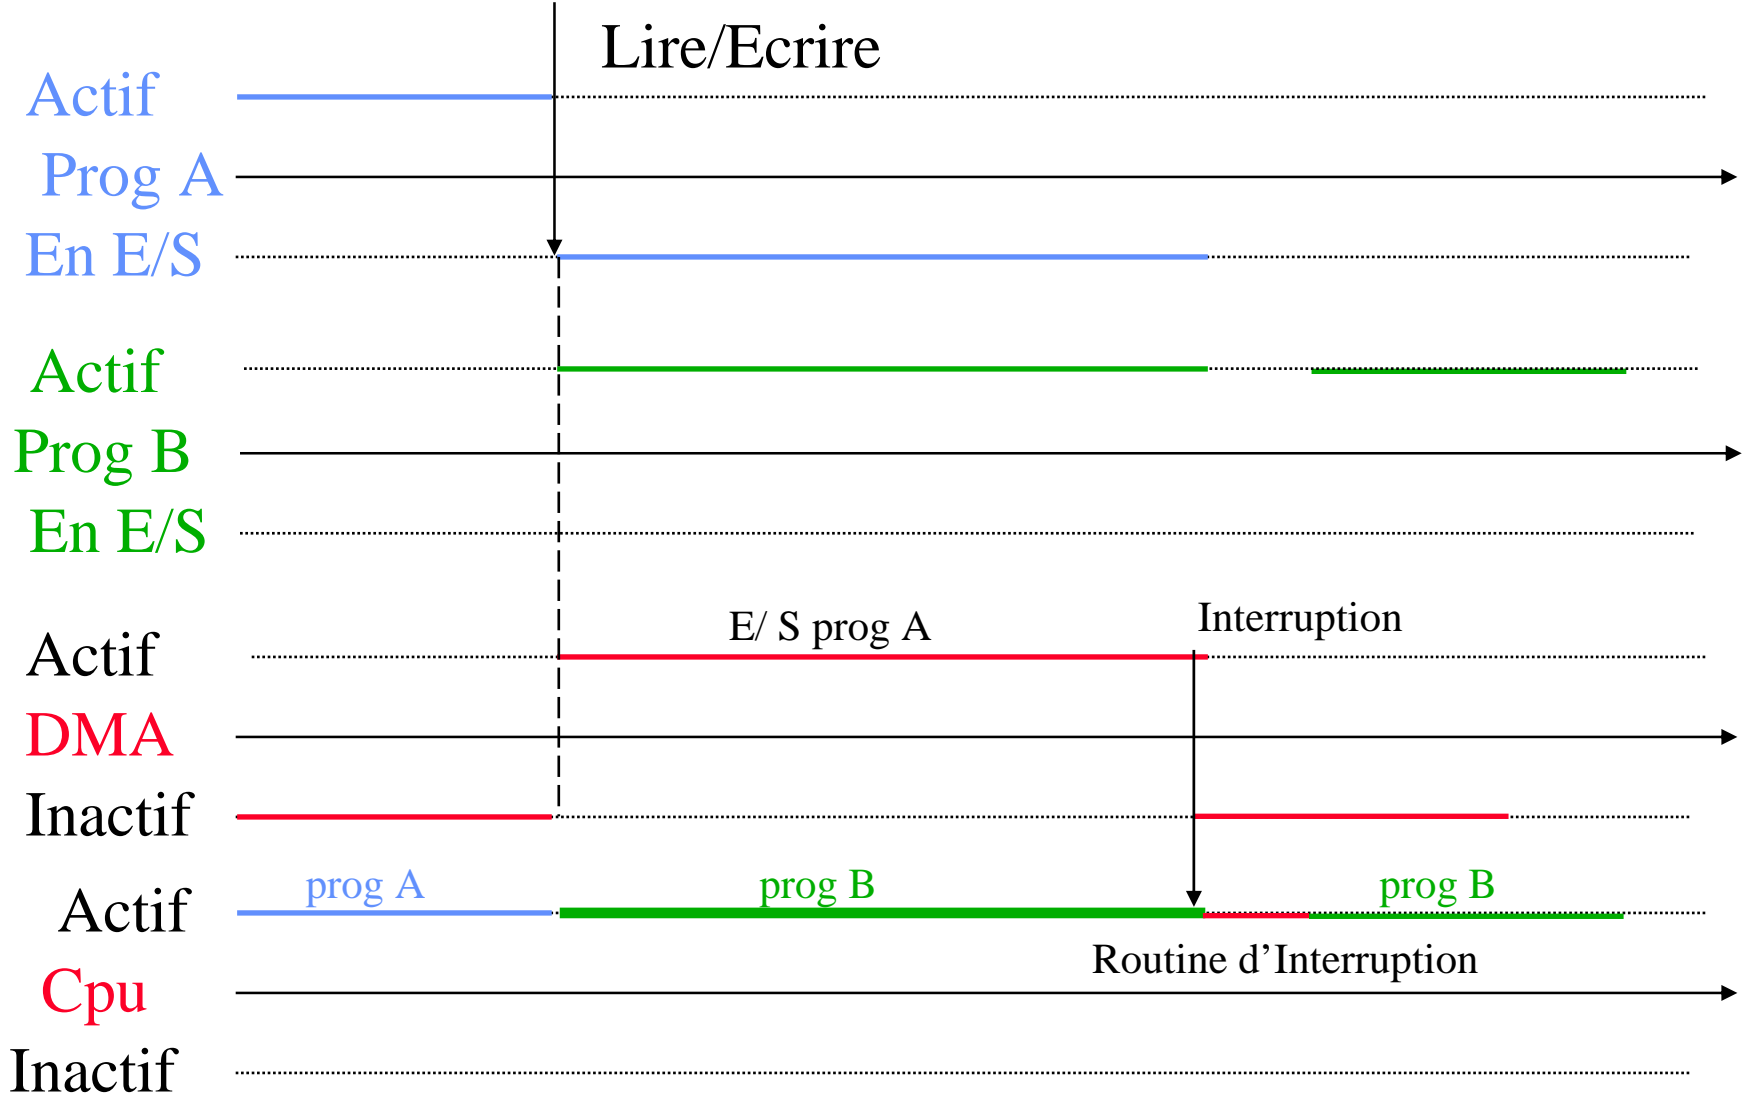 Lire/Ecrire
Actif
Prog A
En E/S
Actif
Prog B
En E/S
E/ S prog A
Interruption
Actif
DMA
Inactif
prog A
prog B
prog B
Actif
Routine d’Interruption
Cpu
Inactif